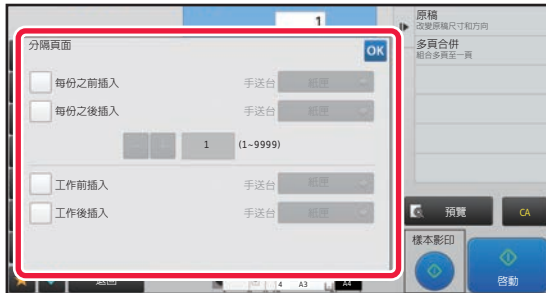 1
原稿
改變原稿尺寸和方向
分隔頁面
OK
多頁合併
組合多頁至一頁
每份之前插入
手送台
紙匣
每份之後插入
手送台
紙匣
1
(1~9999)
工作前插入
手送台
紙匣
工作後插入
手送台
紙匣
預覽
CA
樣本影印
啓動
返回
4
A3
A4